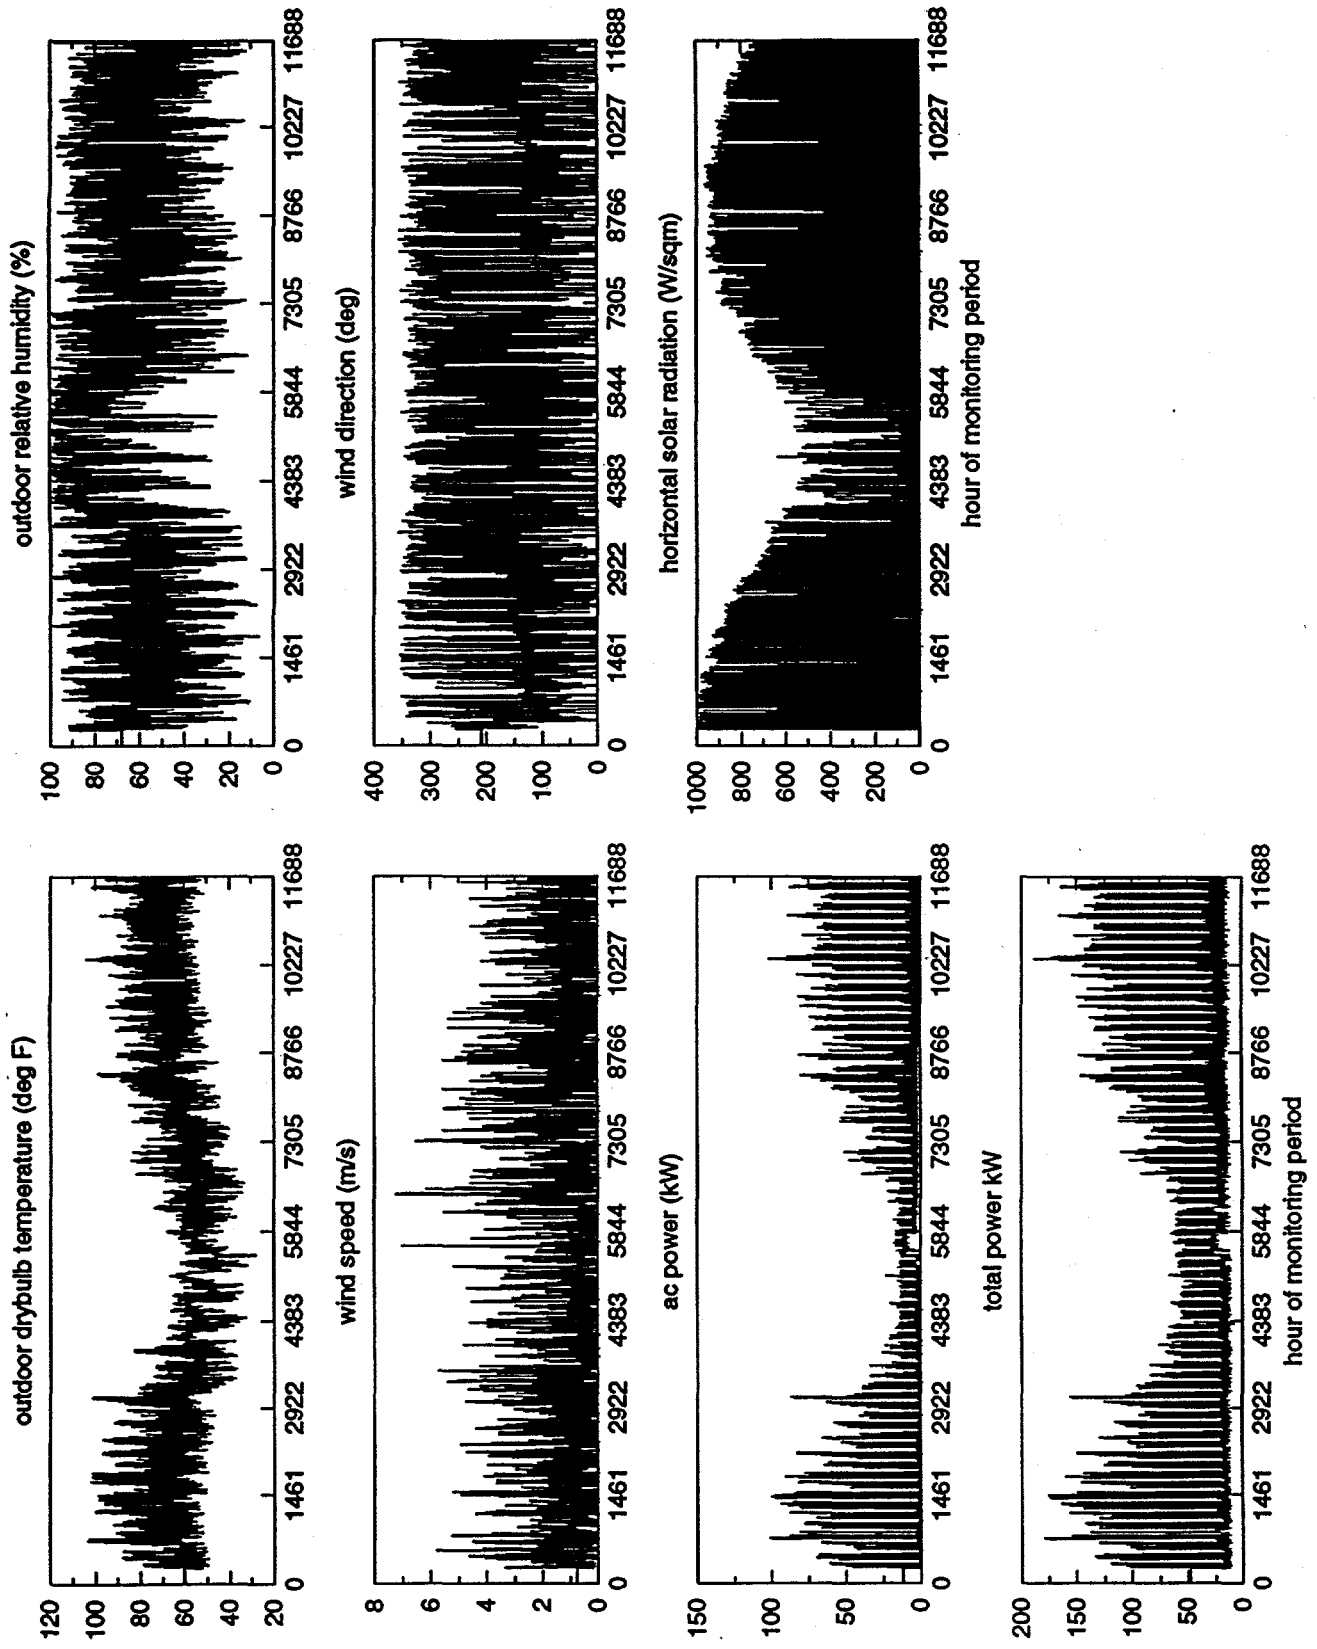 outdoor drybulb temperature (deg F)
120
100
80
60
40
20
0 1461 2922 4383 5844 7305 8766 10227 11688
outdoor relative humidity (%)
100
80
60
40
20
0
0 1461 2922 4383 5844 7305 8766 10227 11688
wind speed (m/s)
8
6
4
2
0
0 1461 2922 4383 5844 7305 8766 10227 11688
wind direction (deg)
400
300
200
100
0
0 1461 2922 4383 5844 7305 8766 10227 11688
ac power (kW)
150
100
50
0
0 1461 2922 4383 5844 7305 8766 10227 11688
horizontal solar radiation (W/sqm)
1000
800
600
400
200
0
0 1461 2922 4383 5844 7305 8766 10227 11688
hour of monitoring period
total power kW
200
150
100
50
0
0 1461 2922 4383 5844 7305 8766 10227 11688
hour of monitoring period